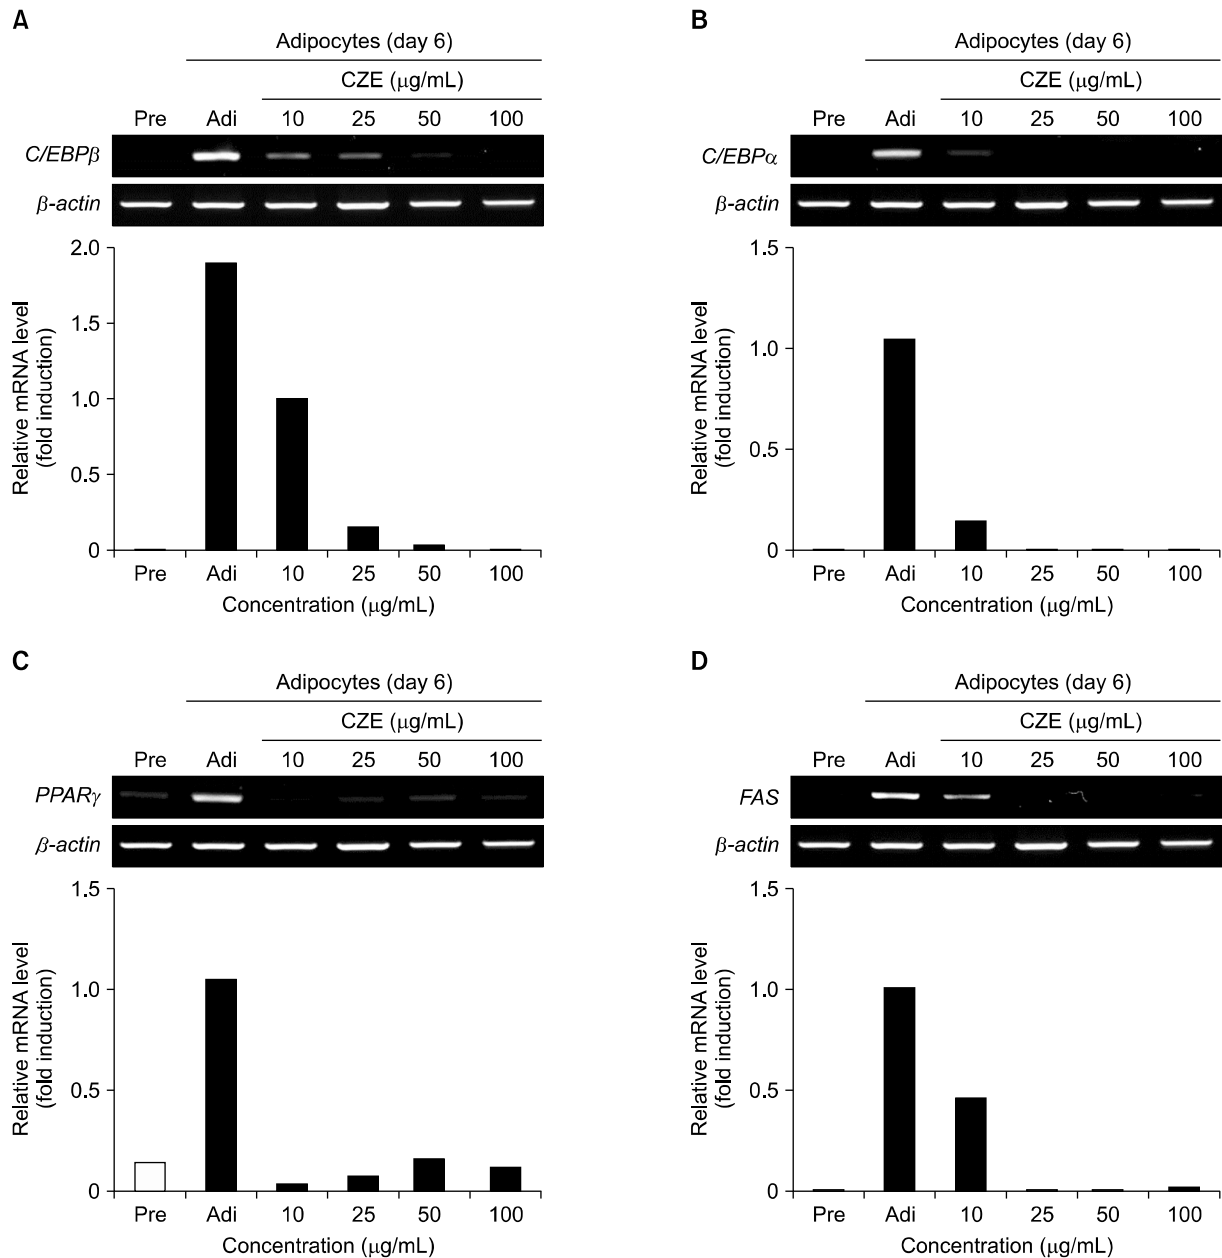 A
Adipocytes (day 6)
CZE (μg/mL)
Pre Adi 10 25 50 100
C/EBPβ
β-actin
2.0
1.5
1.0
0.5
0
Relative mRNA level
(fold induction)
Pre Adi 10 25 50 100
Concentration (μg/mL)
B
Adipocytes (day 6)
CZE (μg/mL)
Pre Adi 10 25 50 100
C/EBPα
β-actin
1.5
1.0
0.5
0
Relative mRNA level
(fold induction)
Pre Adi 10 25 50 100
Concentration (μg/mL)
C
Adipocytes (day 6)
CZE (μg/mL)
Pre Adi 10 25 50 100
PPARγ
β-actin
1.5
1.0
0.5
0
Relative mRNA level
(fold induction)
Pre Adi 10 25 50 100
Concentration (μg/mL)
D
Adipocytes (day 6)
CZE (μg/mL)
Pre Adi 10 25 50 100
FAS
β-actin
1.5
1.0
0.5
0
Relative mRNA level
(fold induction)
Pre Adi 10 25 50 100
Concentration (μg/mL)